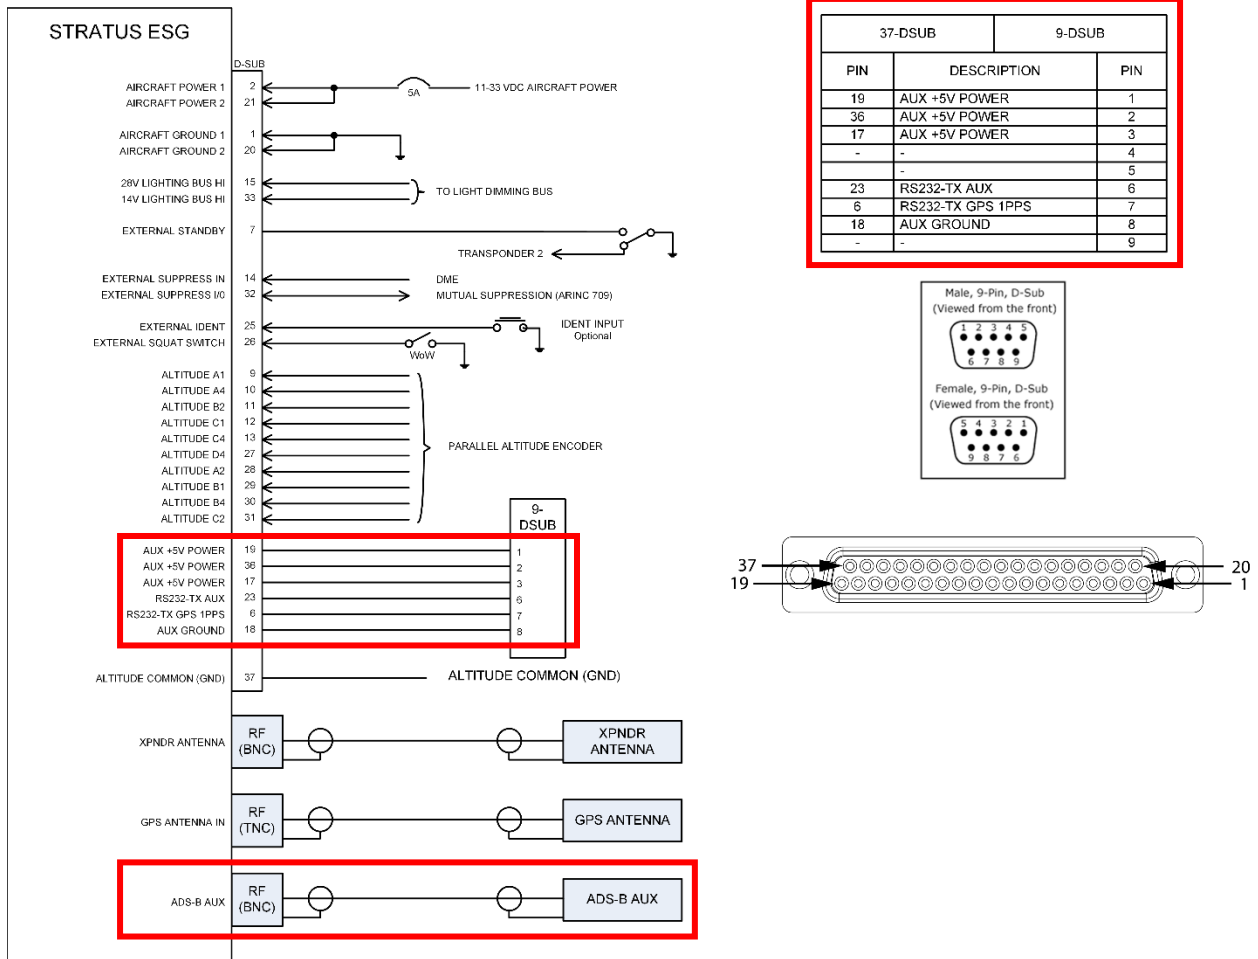 STRATUS ESG
D-SUB
AIRCRAFT POWER 1 2 5A 11-33 VDC AIRCRAFT POWER
AIRCRAFT POWER 2 21
AIRCRAFT GROUND 1 1
AIRCRAFT GROUND 2 20
28V LIGHTING BUS HI 15
TO LIGHT DIMMING BUS
14V LIGHTING BUS HI 33
EXTERNAL STANDBY 7
TRANSPONDER 2
EXTERNAL SUPPRESS IN 14 DME
EXTERNAL SUPPRESS I/0 32 MUTUAL SUPPRESSION (ARINC 709)
EXTERNAL IDENT 25 IDENT INPUT
Optional
EXTERNAL SQUAT SWITCH 26
WoW
ALTITUDE A1 9
ALTITUDE A4 10
ALTITUDE B2 11
ALTITUDE C1 12
ALTITUDE C4 13
PARALLEL ALTITUDE ENCODER
ALTITUDE D4 27
ALTITUDE A2 28
ALTITUDE B1 29
ALTITUDE B4 30
ALTITUDE C2 31
9-
DSUB
AUX +5V POWER 19 1
AUX +5V POWER 36 2
AUX +5V POWER 17 3
RS232-TX AUX 23 6
RS232-TX GPS 1PPS 6 7
AUX GROUND 18 8
ALTITUDE COMMON (GND) 37 ALTITUDE COMMON (GND)
XPNDR ANTENNA
RF
(BNC)
XPNDR
ANTENNA
GPS ANTENNA IN
RF
(TNC)
GPS ANTENNA
ADS-B AUX
RF
(BNC)
ADS-B AUX
37-DSUB 9-DSUB
PIN DESCRIPTION PIN
19 AUX +5V POWER 1
36 AUX +5V POWER 2
17 AUX +5V POWER 3
- - 4
- 5
23 RS232-TX AUX 6
6 RS232-TX GPS 1PPS 7
18 AUX GROUND 8
- - 9
Male, 9-Pin, D-Sub
(Viewed from the front)
1 2 3 4 5
6 7 8 9
Female, 9-Pin, D-Sub
(Viewed from the front)
5 4 3 2 1
9 8 7 6
37 20
19 1